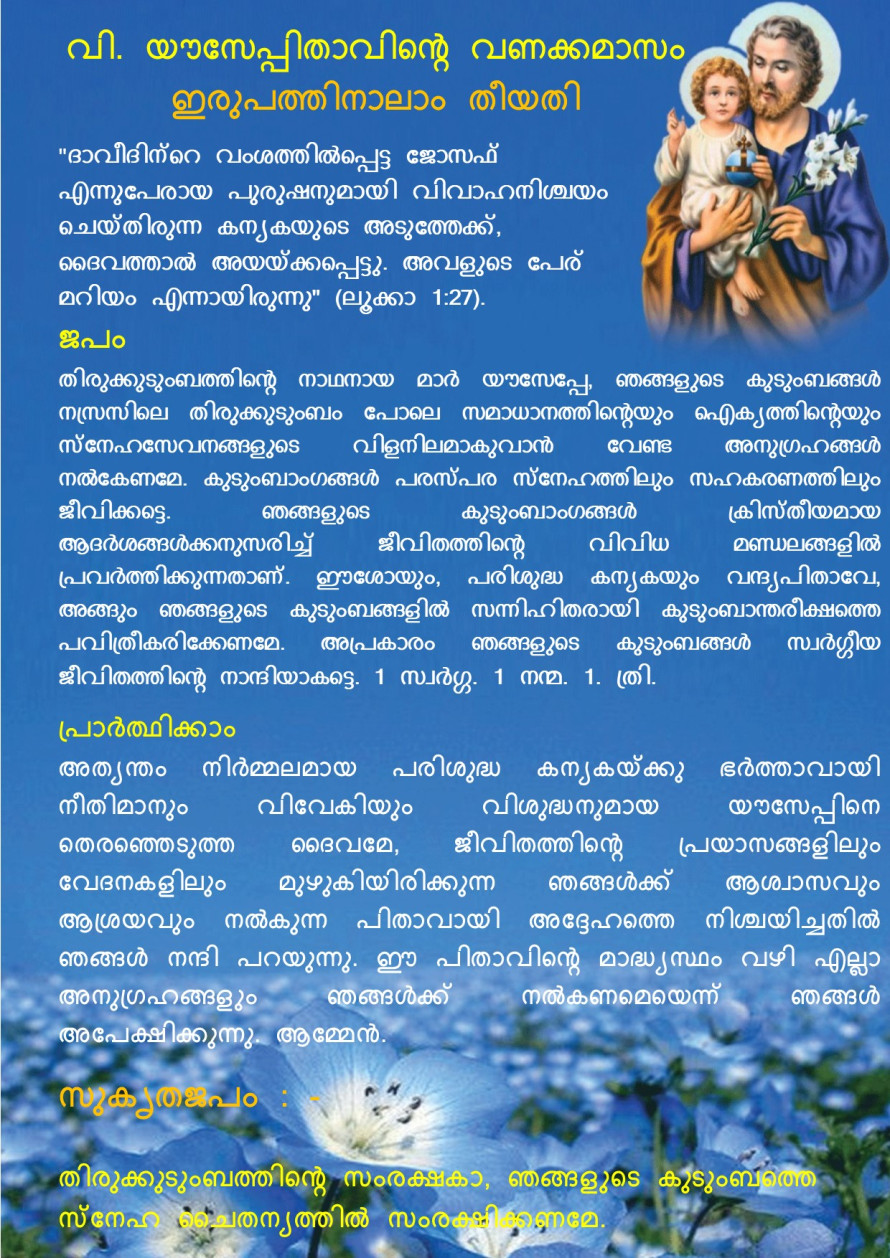 വി. യൗസേപ്പിതാവിന്റെ വണക്കമാസം
ഇരുപത്തിനാലാം തീയതി
"ദാവീദിന്റെ വംശത്തിൽപ്പെട്ട ജോസഫ്
എന്നുപേരായ പുരുഷനുമായി വിവാഹനിശ്ചയം
ചെയ്തിരുന്ന കന്യകയുടെ അടുത്തേക്ക്,
ദൈവത്താൽ അയയ്ക്കപ്പെട്ടു. അവളുടെ പേര്
മറിയം എന്നായിരുന്നു" (ലൂക്കാ 1:27).
ജപം
തിരുക്കുടുംബത്തിന്റെ നാഥനായ മാർ യൗസേപ്പേ, ഞങ്ങളുടെ കുടുംബങ്ങൾ
നസ്രസിലെ തിരുക്കുടുംബം പോലെ സമാധാനത്തിന്റെയും ഐക്യത്തിന്റെയും
സ്നേഹസേവനങ്ങളുടെ വിളനിലമാകുവാൻ വേണ്ട അനുഗ്രഹങ്ങൾ
നൽകേണമേ. കുടുംബാംഗങ്ങൾ പരസ്പര സ്നേഹത്തിലും സഹകരണത്തിലും
ജീവിക്കട്ടെ. ഞങ്ങളുടെ കുടുംബാംഗങ്ങൾ ക്രിസ്തീയമായ
ആദർശങ്ങൾക്കനുസരിച്ച് ജീവിതത്തിന്റെ വിവിധ മണ്ഡലങ്ങളിൽ
പ്രവർത്തിക്കുന്നതാണ്. ഈശോയും, പരിശുദ്ധ കന്യകയും വന്ദ്യപിതാവേ,
അങ്ങും ഞങ്ങളുടെ കുടുംബങ്ങളിൽ സന്നിഹിതരായി കുടുംബാന്തരീക്ഷത്തെ
പവിത്രീകരിക്കേണമേ. അപ്രകാരം ഞങ്ങളുടെ കുടുംബങ്ങൾ സ്വർഗ്ഗീയ
ജീവിതത്തിന്റെ നാന്ദിയാകട്ടെ. 1 സ്വർഗ്ഗ. 1 നന്മ. 1. ത്രി.
പ്രാർത്ഥിക്കാം
അത്യന്തം നിർമ്മലമായ പരിശുദ്ധ കന്യകയ്ക്കു ഭർത്താവായി
നീതിമാനും വിവേകിയും വിശുദ്ധനുമായ യൗസേപ്പിനെ
തെരഞ്ഞെടുത്ത ദൈവമേ, ജീവിതത്തിന്റെ പ്രയാസങ്ങളിലും
വേദനകളിലും മുഴുകിയിരിക്കുന്ന ഞങ്ങൾക്ക് ആശ്വാസവും
ആശ്രയവും നൽകുന്ന പിതാവായി അദ്ദേഹത്തെ നിശ്ചയിച്ചതിൽ
ഞങ്ങൾ നന്ദി പറയുന്നു. ഈ പിതാവിന്റെ മാദ്ധ്യസ്ഥം വഴി എല്ലാ
അനുഗ്രഹങ്ങളും ഞങ്ങൾക്ക് നൽകണമെയെന്ന് ഞങ്ങൾ
അപേക്ഷിക്കുന്നു. ആമ്മേൻ.
സുകൃതജപം : -
തിരുക്കുടുംബത്തിന്റെ സംരക്ഷകാ, ഞങ്ങളുടെ കുടുംബത്തെ
സ്നേഹ ചൈതന്യത്തിൽ സംരക്ഷിക്കണമേ.